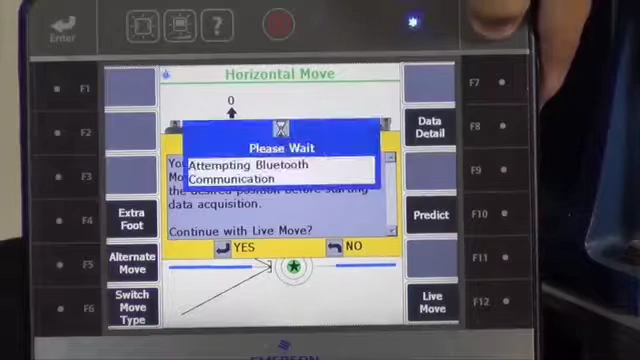 Enter
?
Horizontal Move
0
F1
F2
F3
F4
F5
F6
F7
F8
F9
F10
F11
F12
Data
Detail
Please Wait
Attempting Bluetooth
Communication
the desired position before starting
data acquisition.
Continue with Live Move?
YES
NO
Extra
Foot
Predict
Alternate
Move
Switch
Move
Type
Live
Move
EMERSON